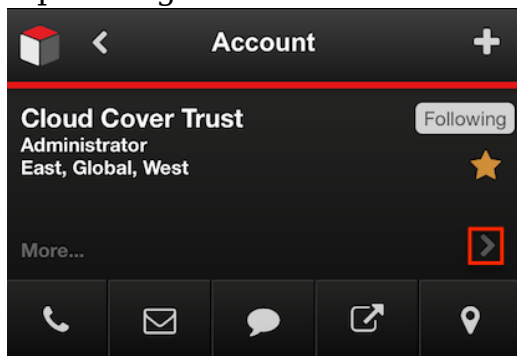 Account
Cloud Cover Trust
Following
Administrator
East, Global, West
More...